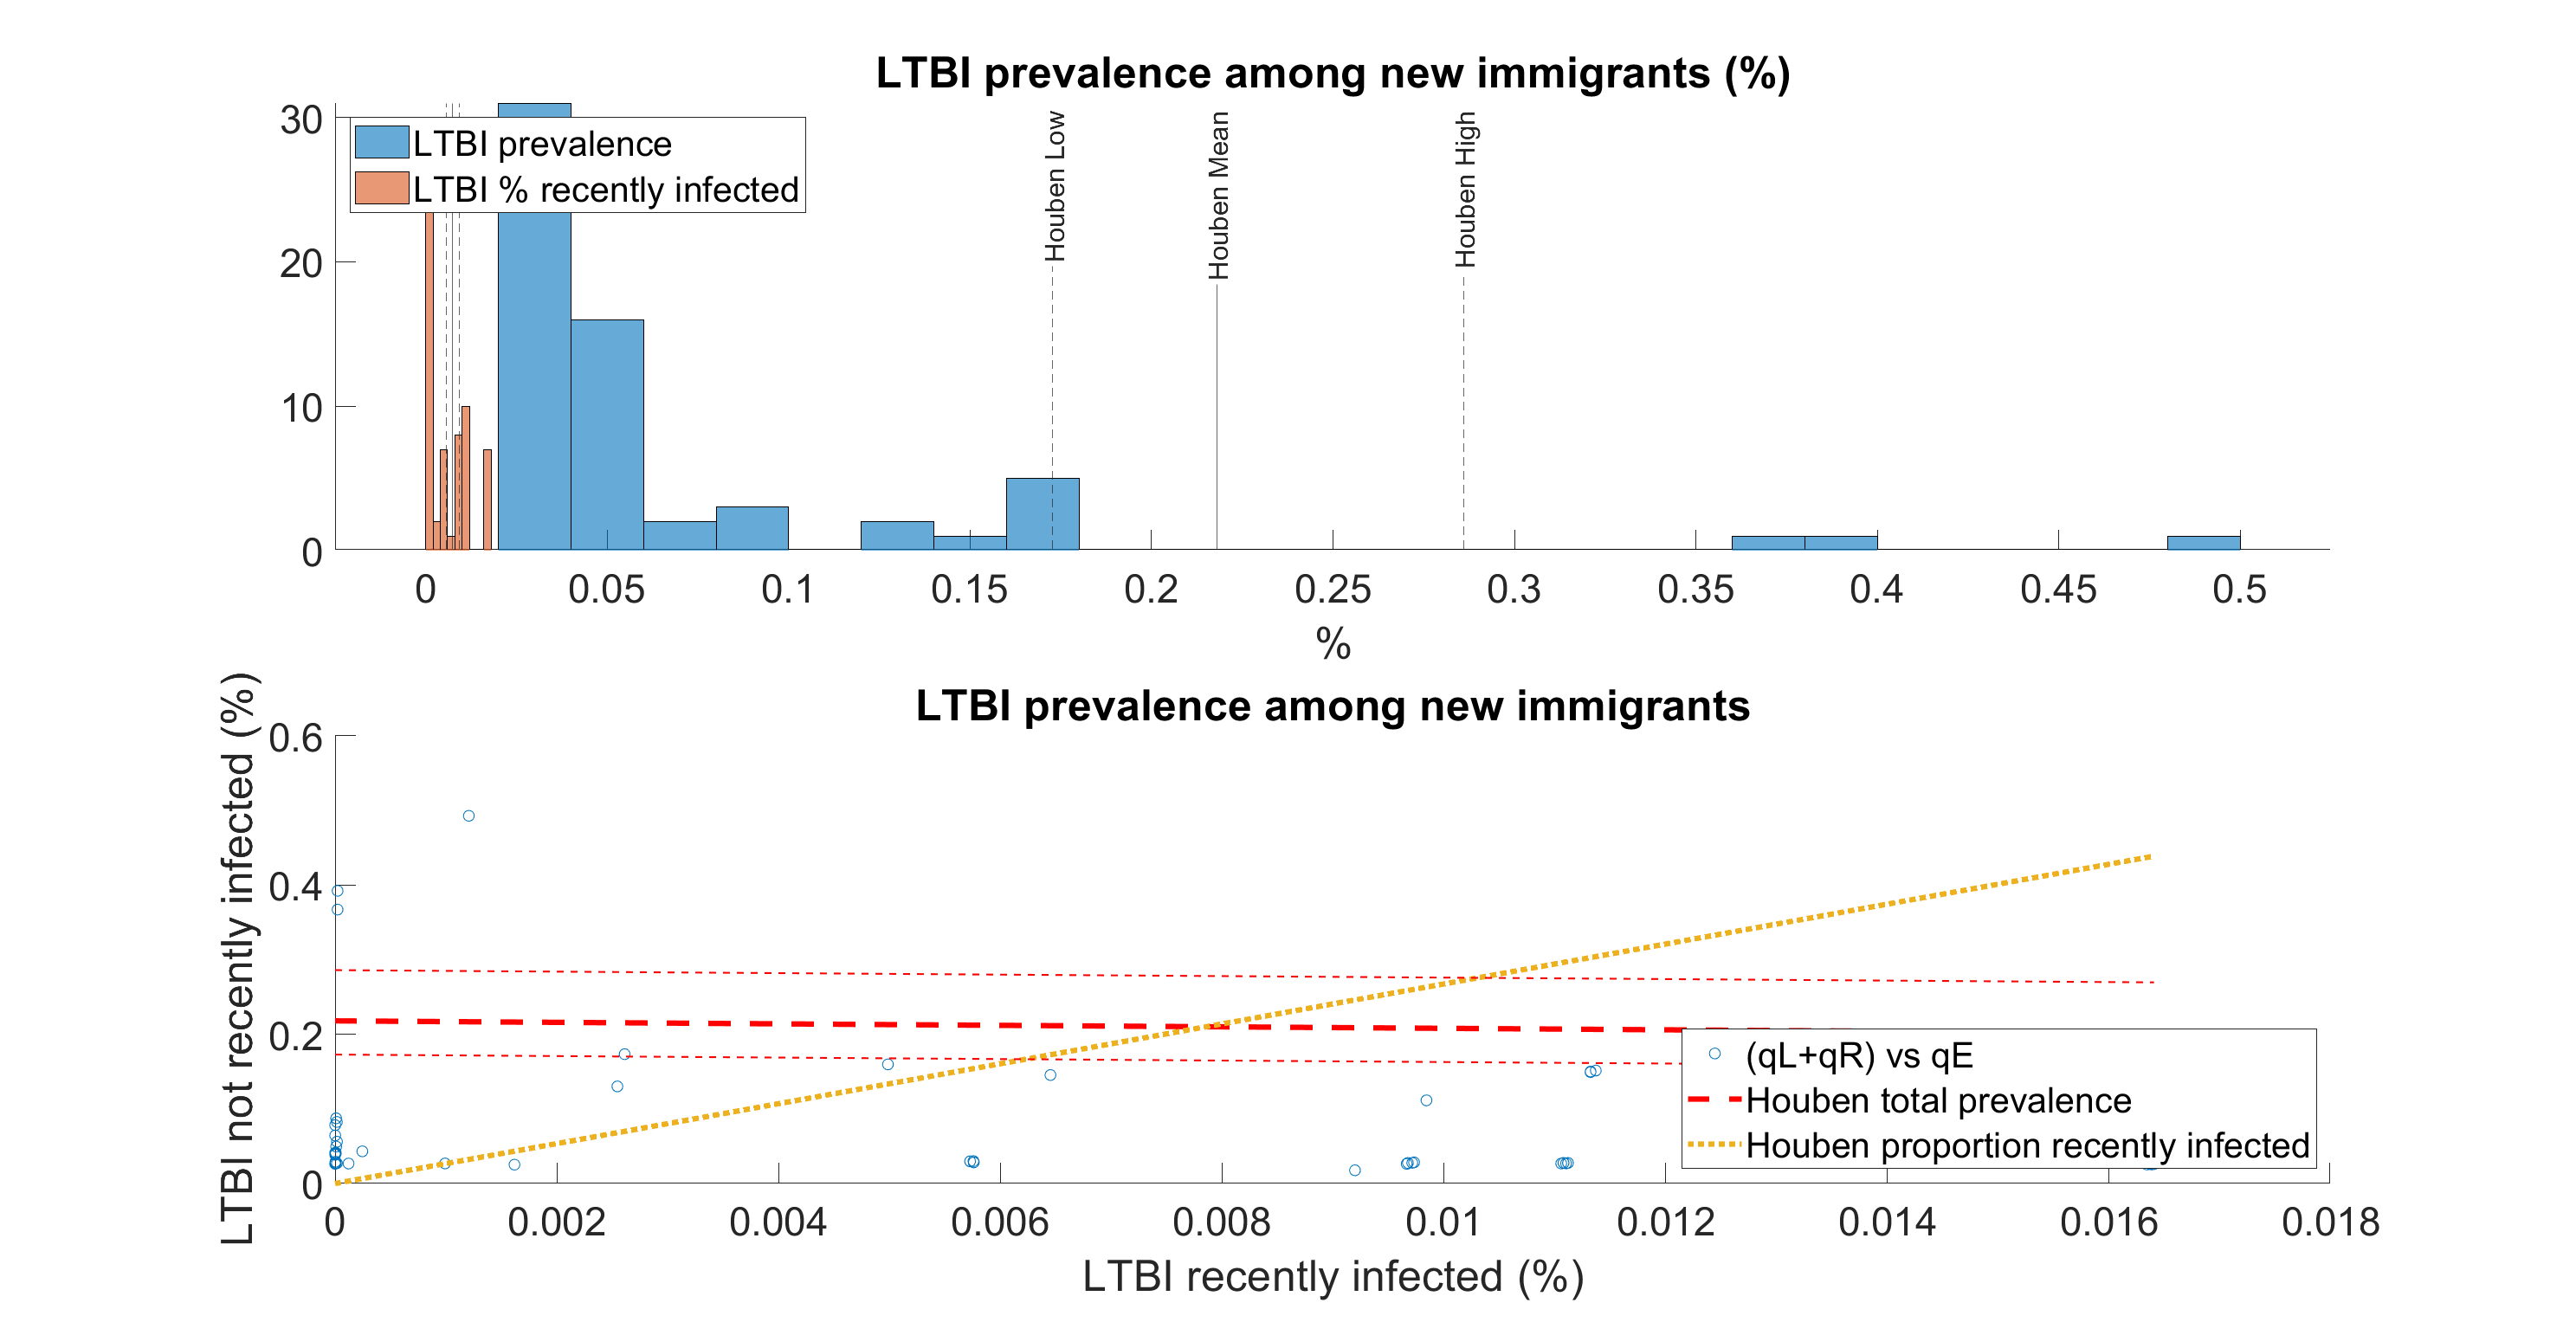 LTBI prevalence among new immigrants (%)
30
20
10
0
LTBI prevalence
LTBI % recently infected
Houben Low
Houben Mean
Houben High
0 0.05 0.1 0.15 0.2 0.25 0.3 0.35 0.4 0.45 0.5
%
LTBI prevalence among new immigrants
LTBI not recently infected (%)
0.6
0.4
0.2
0
(qL+qR) vs qE
Houben total prevalence
Houben proportion recently infected
0 0.002 0.004 0.006 0.008 0.01 0.012 0.014 0.016 0.018
LTBI recently infected (%)